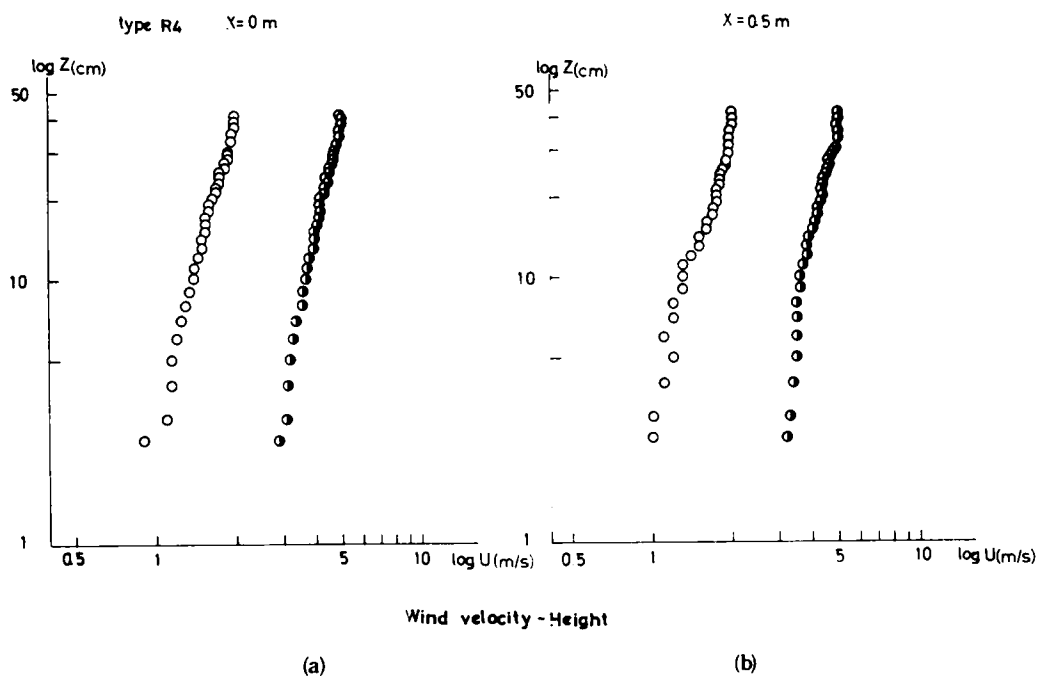 type R4 X=0 m
log Z(cm)
50
10
1
0.5 1 5 10
log U(m/s)
X=0.5 m
log Z(cm)
50
10
1
0.5 1 5 10
log U(m/s)
Wind velocity - Height
(a)
(b)